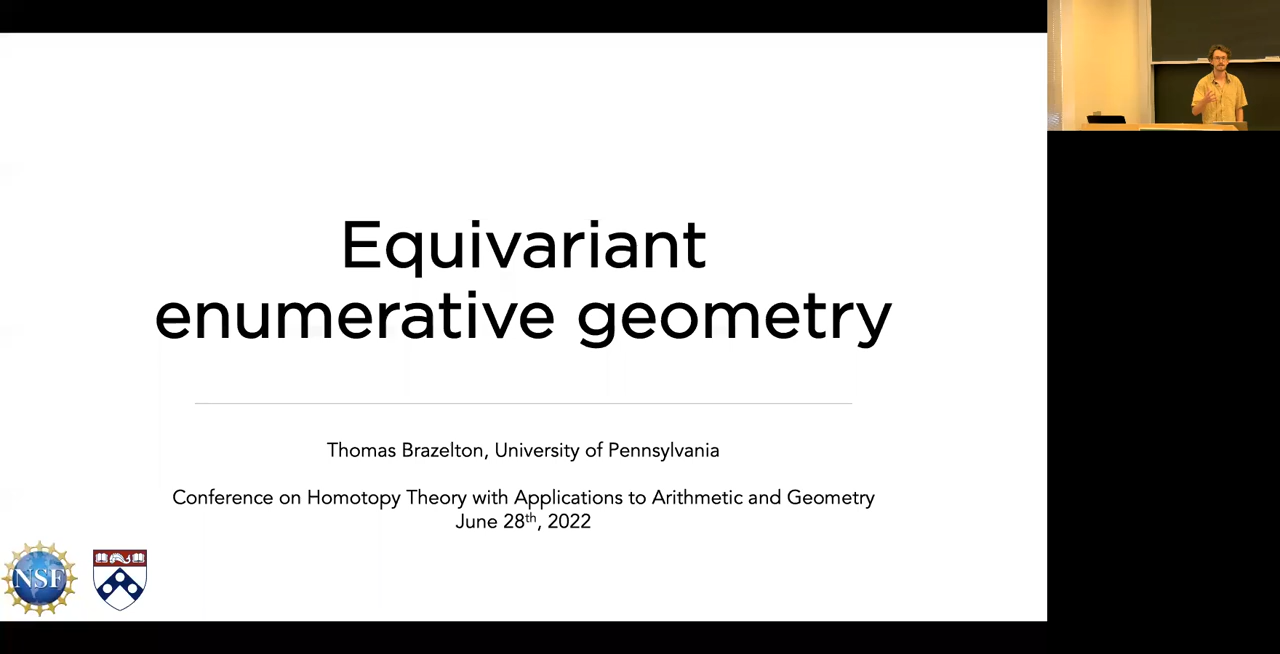 Equivariant
enumerative geometry
Thomas Brazelton, University of Pennsylvania
Conference on Homotopy Theory with Applications to Arithmetic and Geometry
June 28th, 2022
NSF